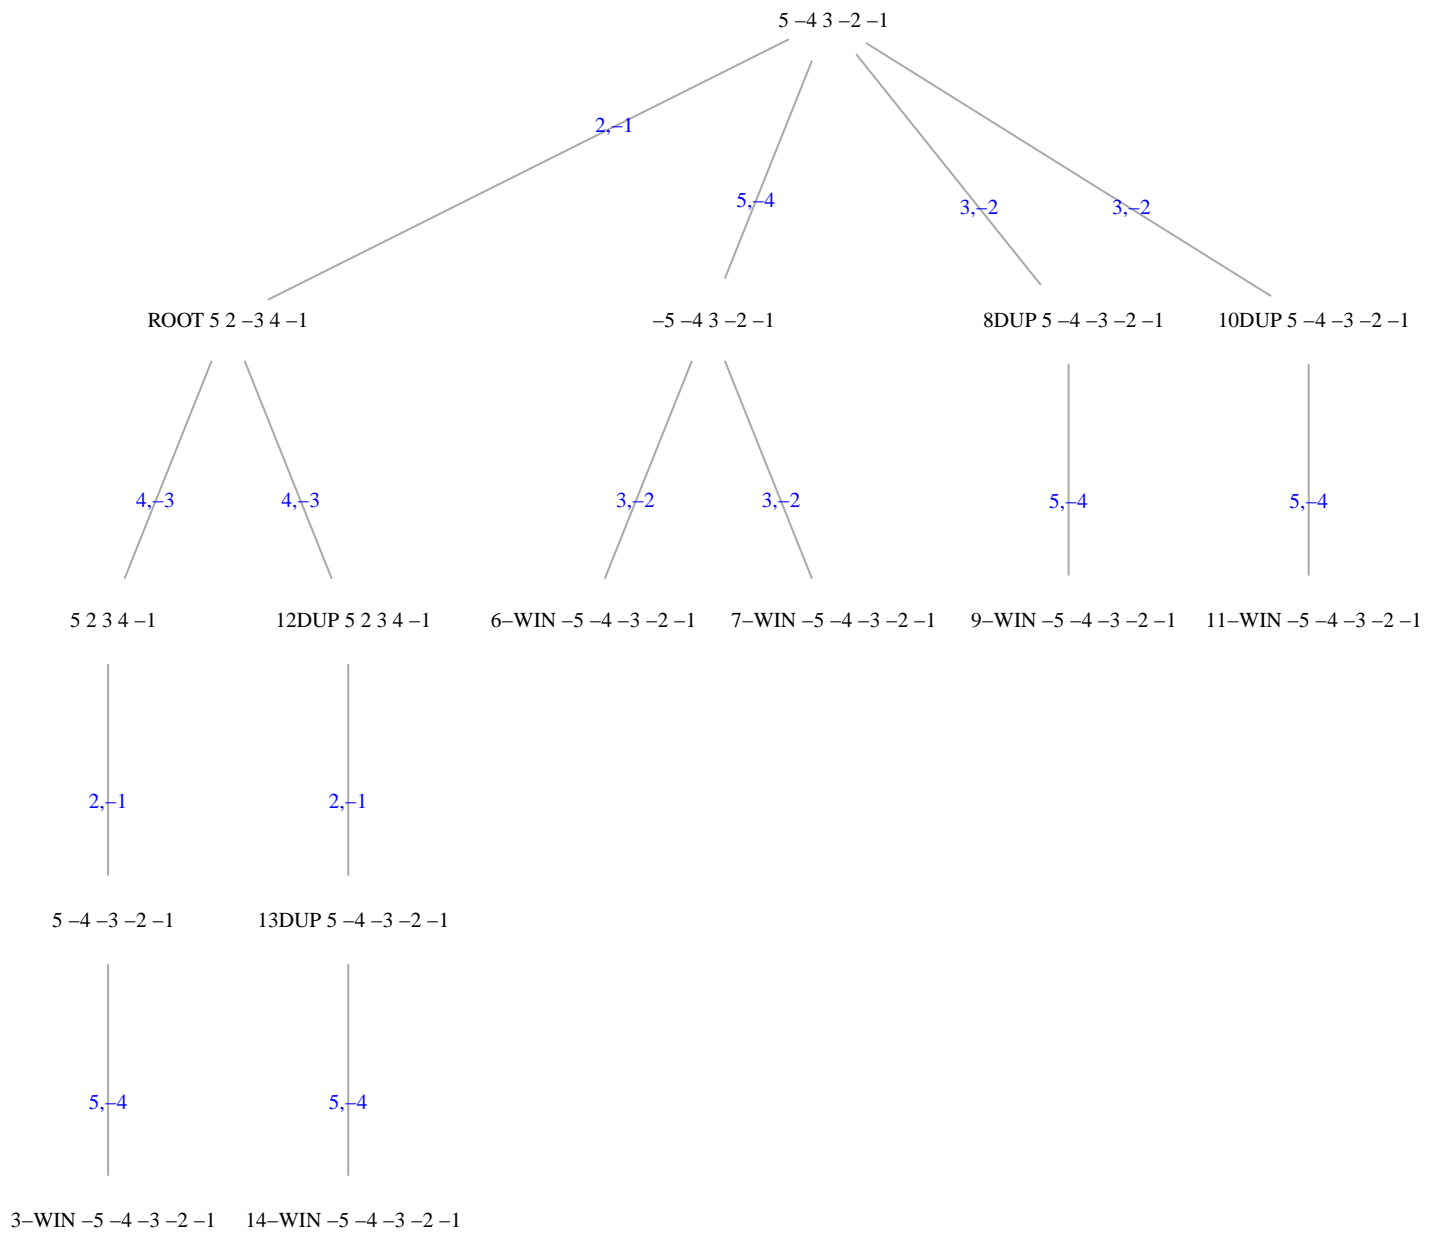 5 –4 3 –2 –1
2,–1
5,–4
3,–2
3,–2
ROOT 5 2 –3 4 –1
–5 –4 3 –2 –1
8DUP 5 –4 –3 –2 –1
10DUP 5 –4 –3 –2 –1
4,–3
4,–3
3,–2
3,–2
5,–4
5,–4
5 2 3 4 –1
12DUP 5 2 3 4 –1
6–WIN –5 –4 –3 –2 –1
7–WIN –5 –4 –3 –2 –1
9–WIN –5 –4 –3 –2 –1
11–WIN –5 –4 –3 –2 –1
2,–1
2,–1
5 –4 –3 –2 –1
13DUP 5 –4 –3 –2 –1
5,–4
5,–4
3–WIN –5 –4 –3 –2 –1
14–WIN –5 –4 –3 –2 –1